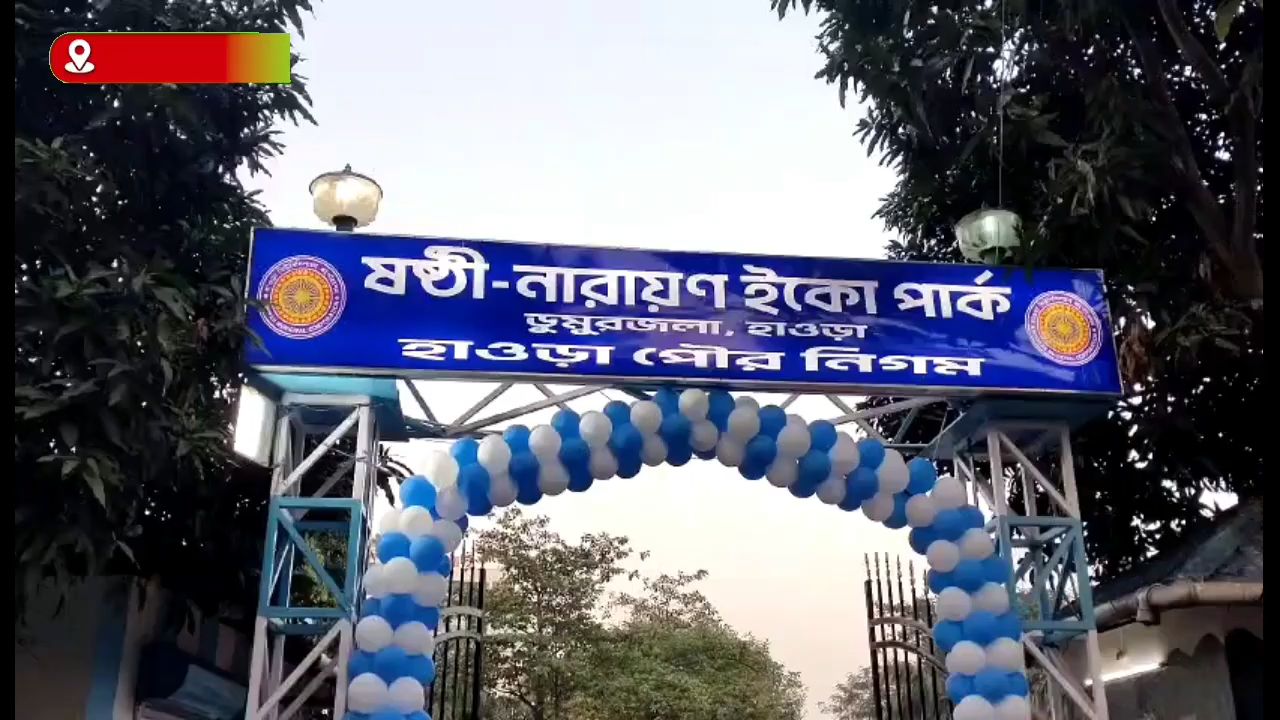 ষষ্ঠী-নারায়ণ ইকো পার্ক
ডুমুরজলা, হাওড়া
হাওড়া পৌর নিগম